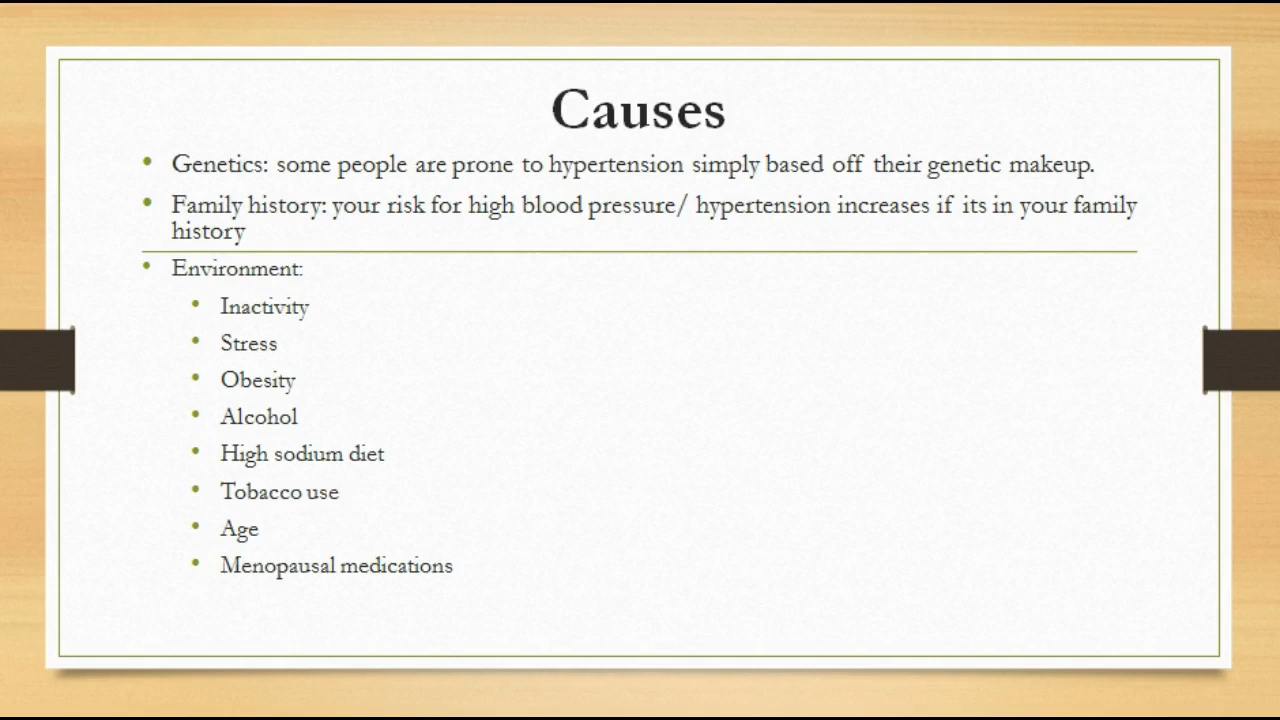 Causes
• Genetics: some people are prone to hypertension simply based off their genetic makeup.
• Family history: your risk for high blood pressure/ hypertension increases if its in your family
history
• Environment:
• Inactivity
• Stress
• Obesity
• Alcohol
• High sodium diet
• Tobacco use
• Age
• Menopausal medications